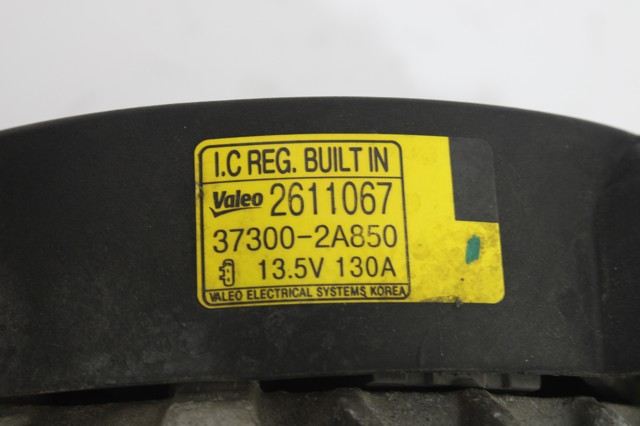 I.C REG. BUILT IN
Valeo 2611067
37300-2A850
13.5V 130A
VALEO ELECTRICAL SYSTEMS KOREA